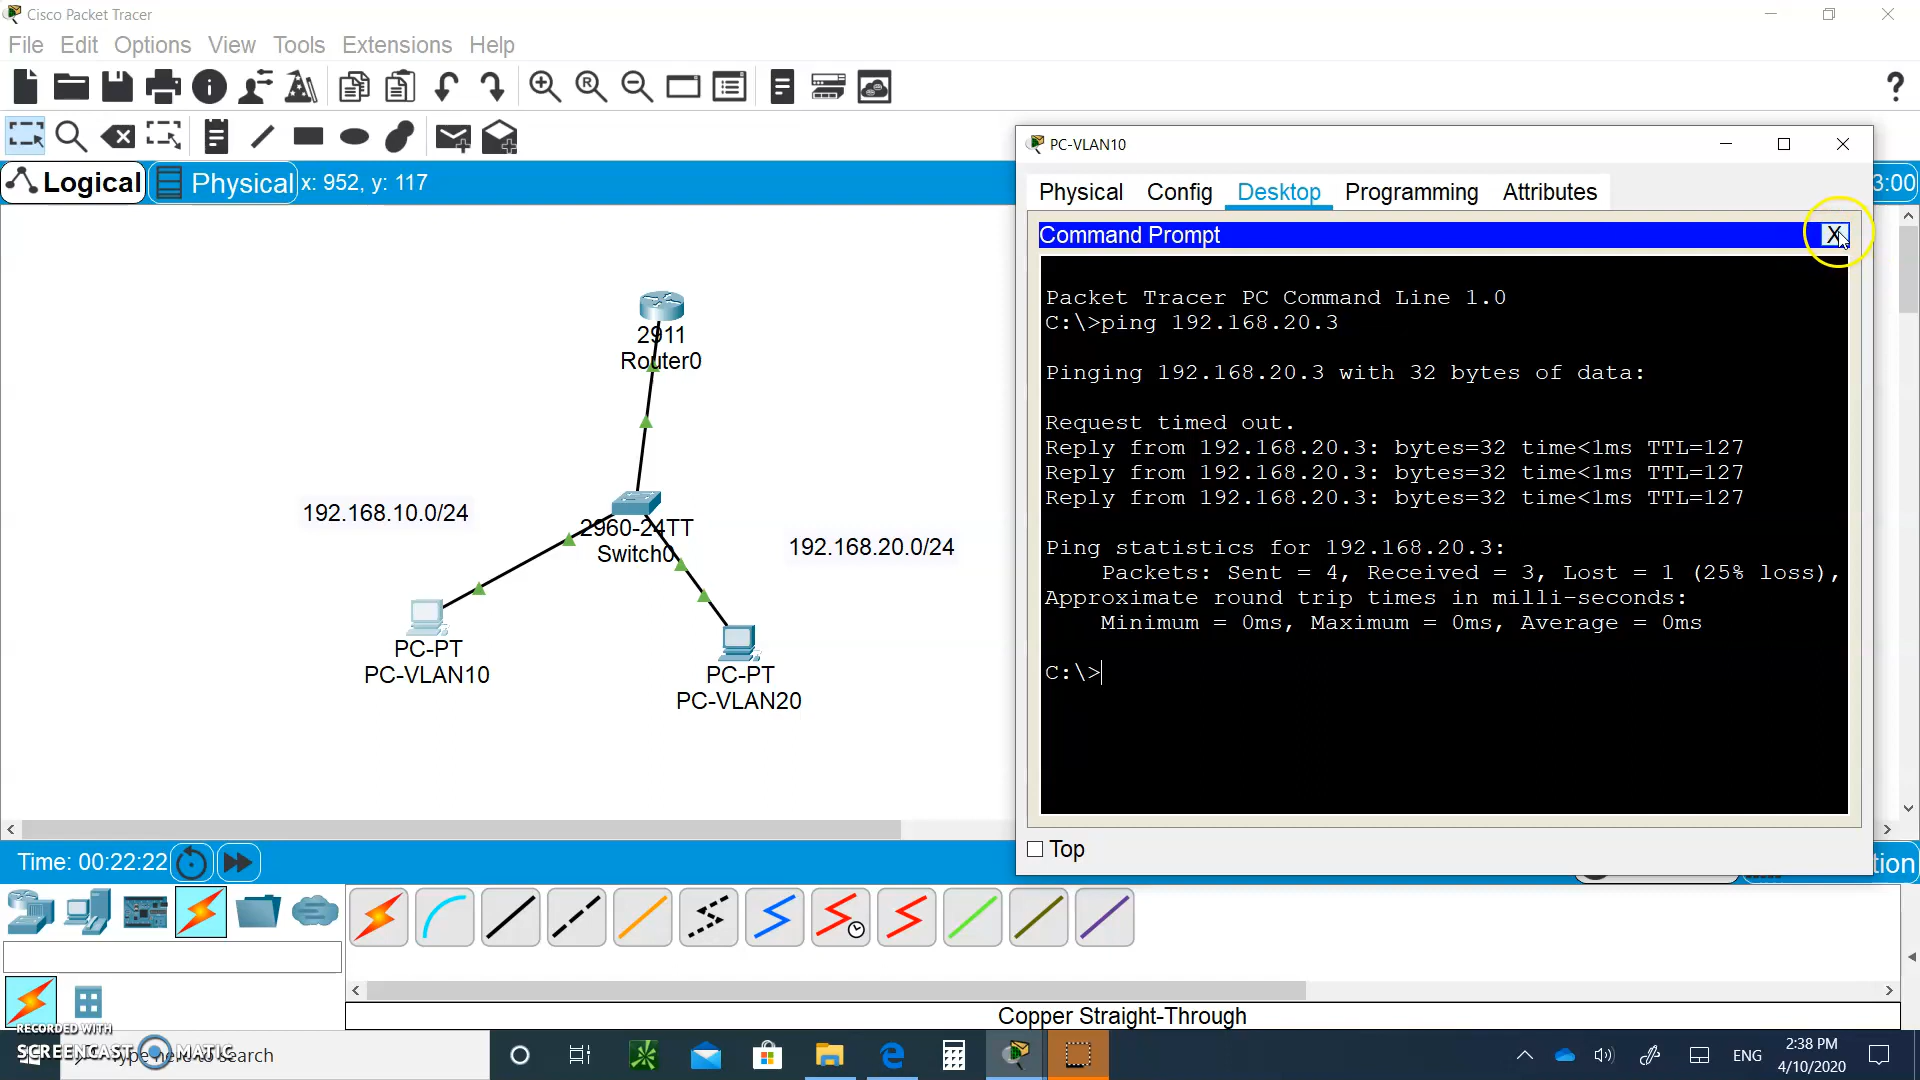 Cisco Packet Tracer
File Edit Options View Tools Extensions Help
?
Logical Physical x: 952, y: 117
3:00
2911
Router0
192.168.10.0/24
2960-24TT
Switch0
192.168.20.0/24
PC-PT
PC-VLAN10
PC-PT
PC-VLAN20
PC-VLAN10
Physical Config Desktop Programming Attributes
Command Prompt
X
Packet Tracer PC Command Line 1.0
C:\>ping 192.168.20.3
Pinging 192.168.20.3 with 32 bytes of data:
Request timed out.
Reply from 192.168.20.3: bytes=32 time<1ms TTL=127
Reply from 192.168.20.3: bytes=32 time<1ms TTL=127
Reply from 192.168.20.3: bytes=32 time<1ms TTL=127
Ping statistics for 192.168.20.3:
Packets: Sent = 4, Received = 3, Lost = 1 (25% loss),
Approximate round trip times in milli-seconds:
Minimum = 0ms, Maximum = 0ms, Average = 0ms
C:\>
Top
Time: 00:22:22
tion
Copper Straight-Through
RECORDED WITH
SCREENCAST MATIC
Type here to search
ENG
2:38 PM
4/10/2020